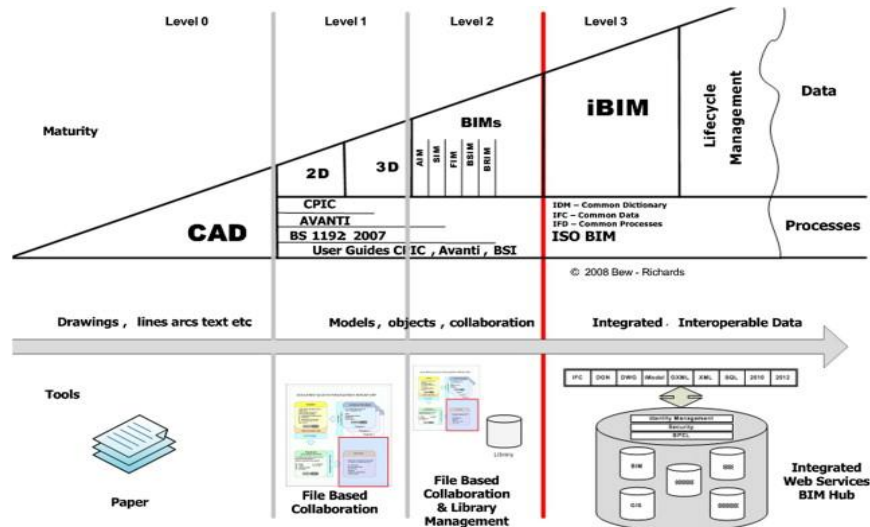 Level 0
Level 1
Level 2
Level 3
Maturity
CAD
2D
3D
BIMs
AIM
SIM
FIM
BSIM
BRIM
iBIM
Lifecycle
Management
Data
CPIC
AVANTI
BS 1192: 2007
User Guides CPIC , Avanti , BSI
IDM – Common Dictionary
IFC – Common Data
IFD – Common Processes
ISO BIM
Processes
© 2008 Bew - Richards
Drawings , lines arcs text etc
Models , objects , collaboration
Integrated , Interoperable Data
Tools
Paper
File Based
Collaboration
Library
File Based
Collaboration
& Library
Management
IFC DGN DWG iModel GXML XML SQL 2010 2012
Identity Management
Security
BPEL
BIM
GIS
Integrated
Web Services
BIM Hub